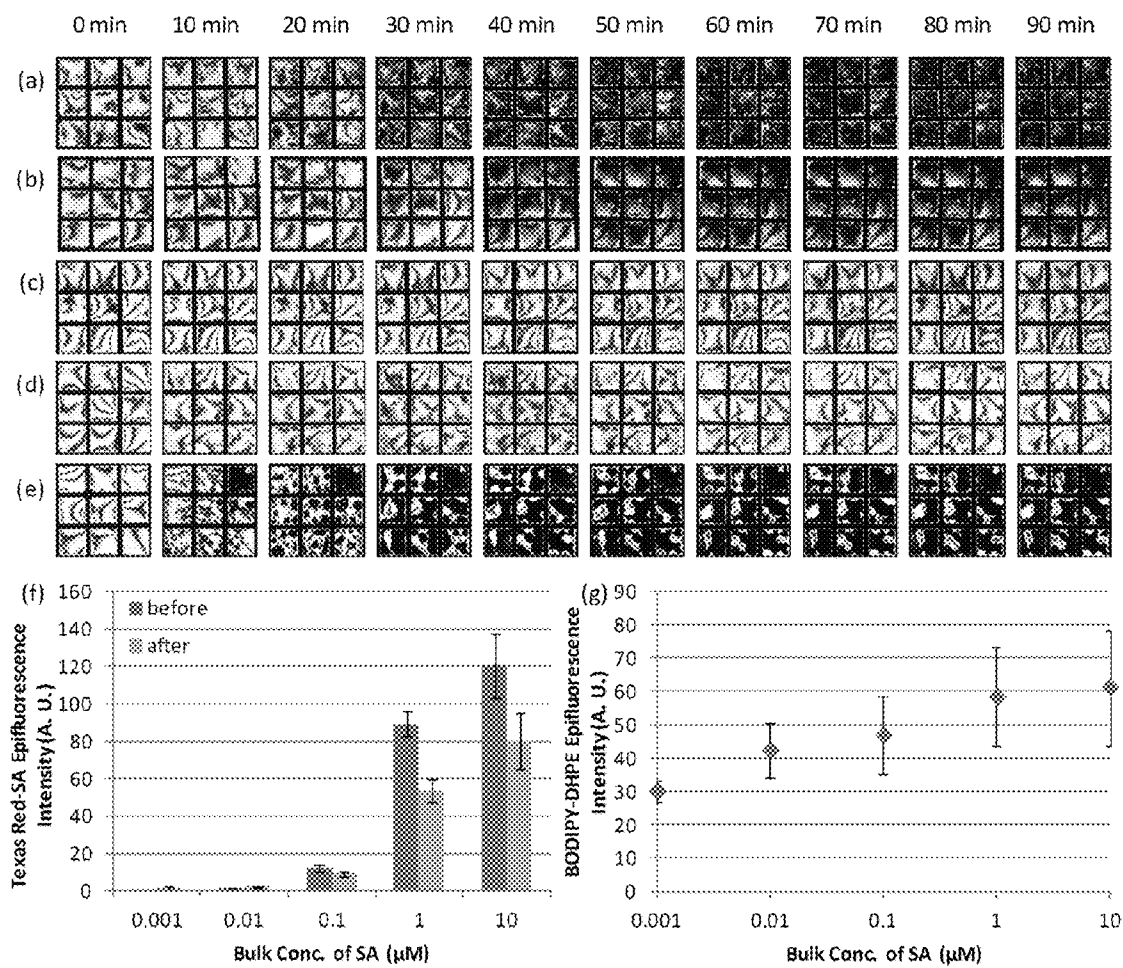 0 min 10 min 20 min 30 min 40 min 50 min 60 min 70 min 80 min 90 min
(a)
(b)
(c)
(d)
(e)
(f)
Texas Red-SA Epifluorescence
Intensity (A. U.)
160
140
120
100
80
60
40
20
0
before
after
0.001 0.01 0.1 1 10
Bulk Conc. of SA (µM)
(g)
BODIPY-DHPE Epifluorescence
Intensity (A. U.)
90
80
70
60
50
40
30
20
10
0
0.001 0.01 0.1 1 10
Bulk Conc. of SA (µM)